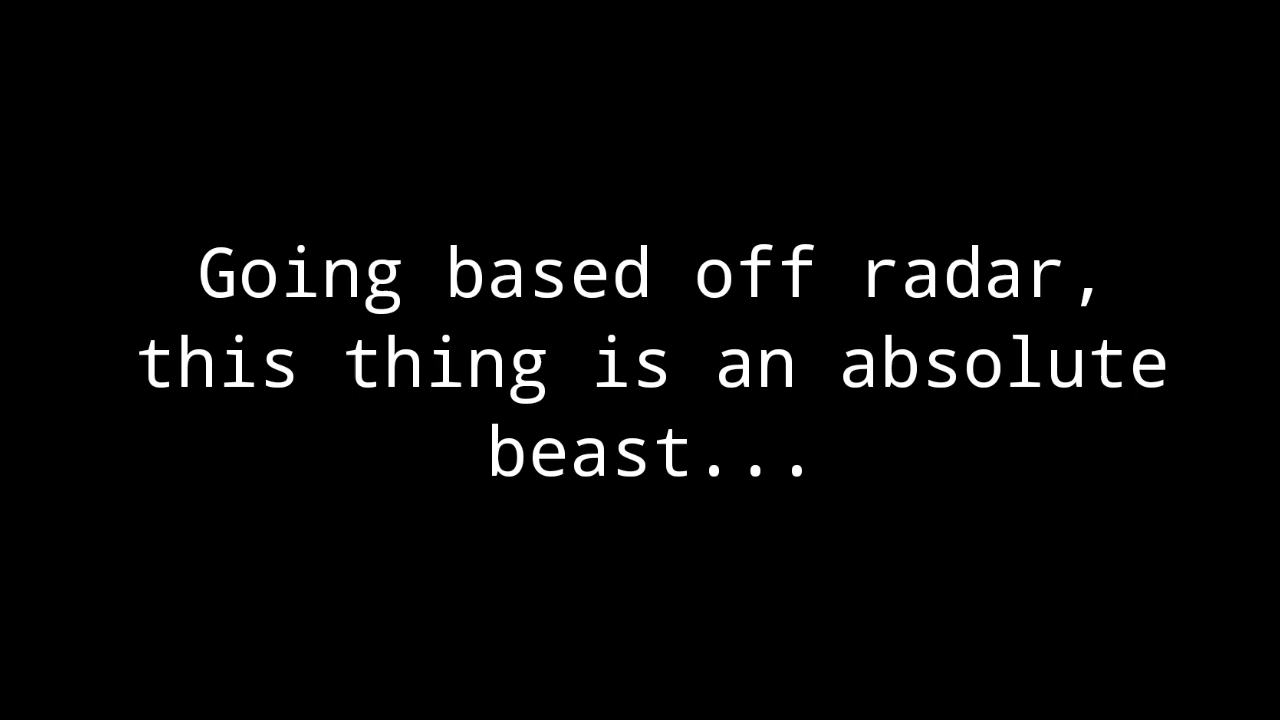 Going based off radar,
this thing is an absolute
beast...